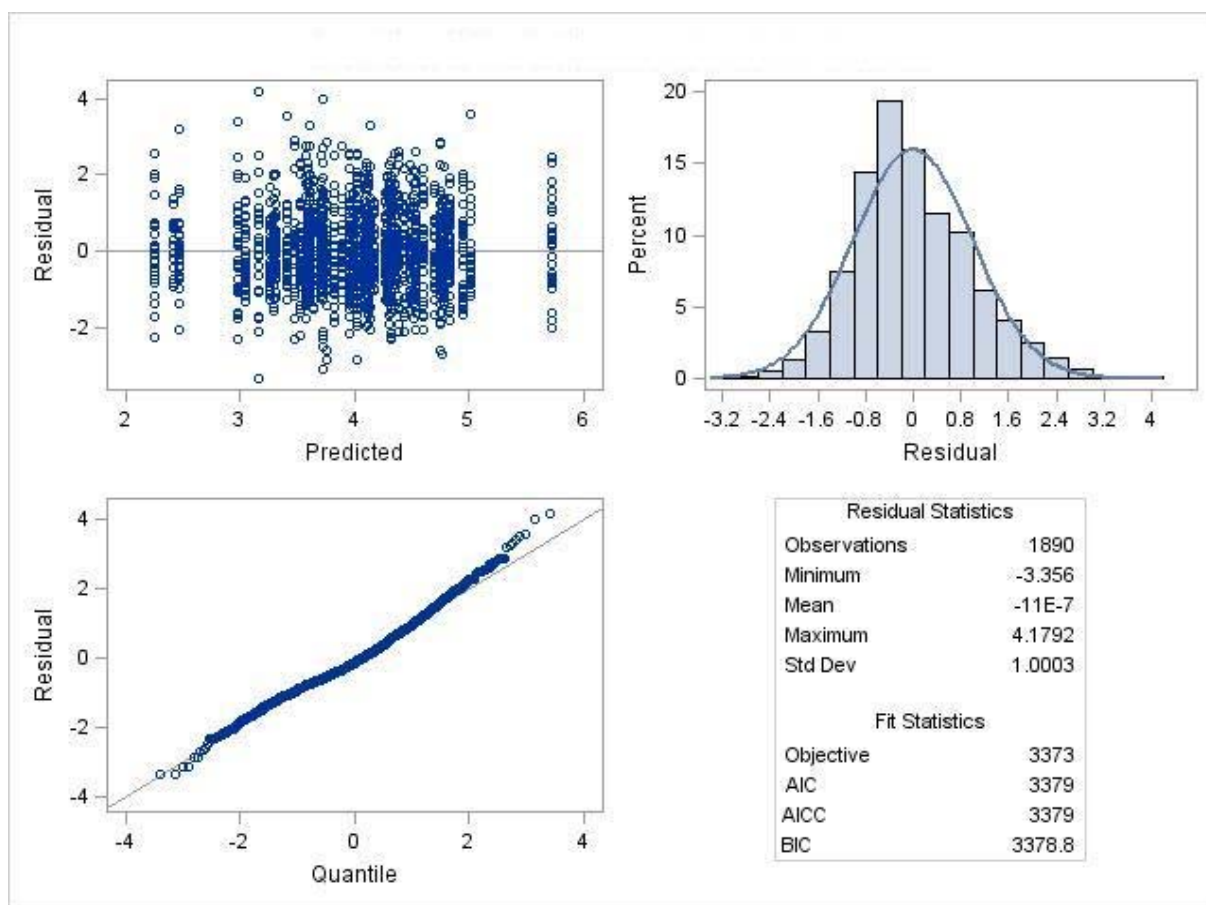 4
2
0
-2
Residual
2 3 4 5 6
Predicted
20
15
10
5
0
Percent
-3.2 -2.4 -1.6 -0.8 0 0.8 1.6 2.4 3.2 4
Residual
4
2
0
-2
-4
Residual
-4 -2 0 2 4
Quantile
Residual Statistics
Observations 1890
Minimum -3.356
Mean -11E-7
Maximum 4.1792
Std Dev 1.0003
Fit Statistics
Objective 3373
AIC 3379
AICC 3379
BIC 3378.8